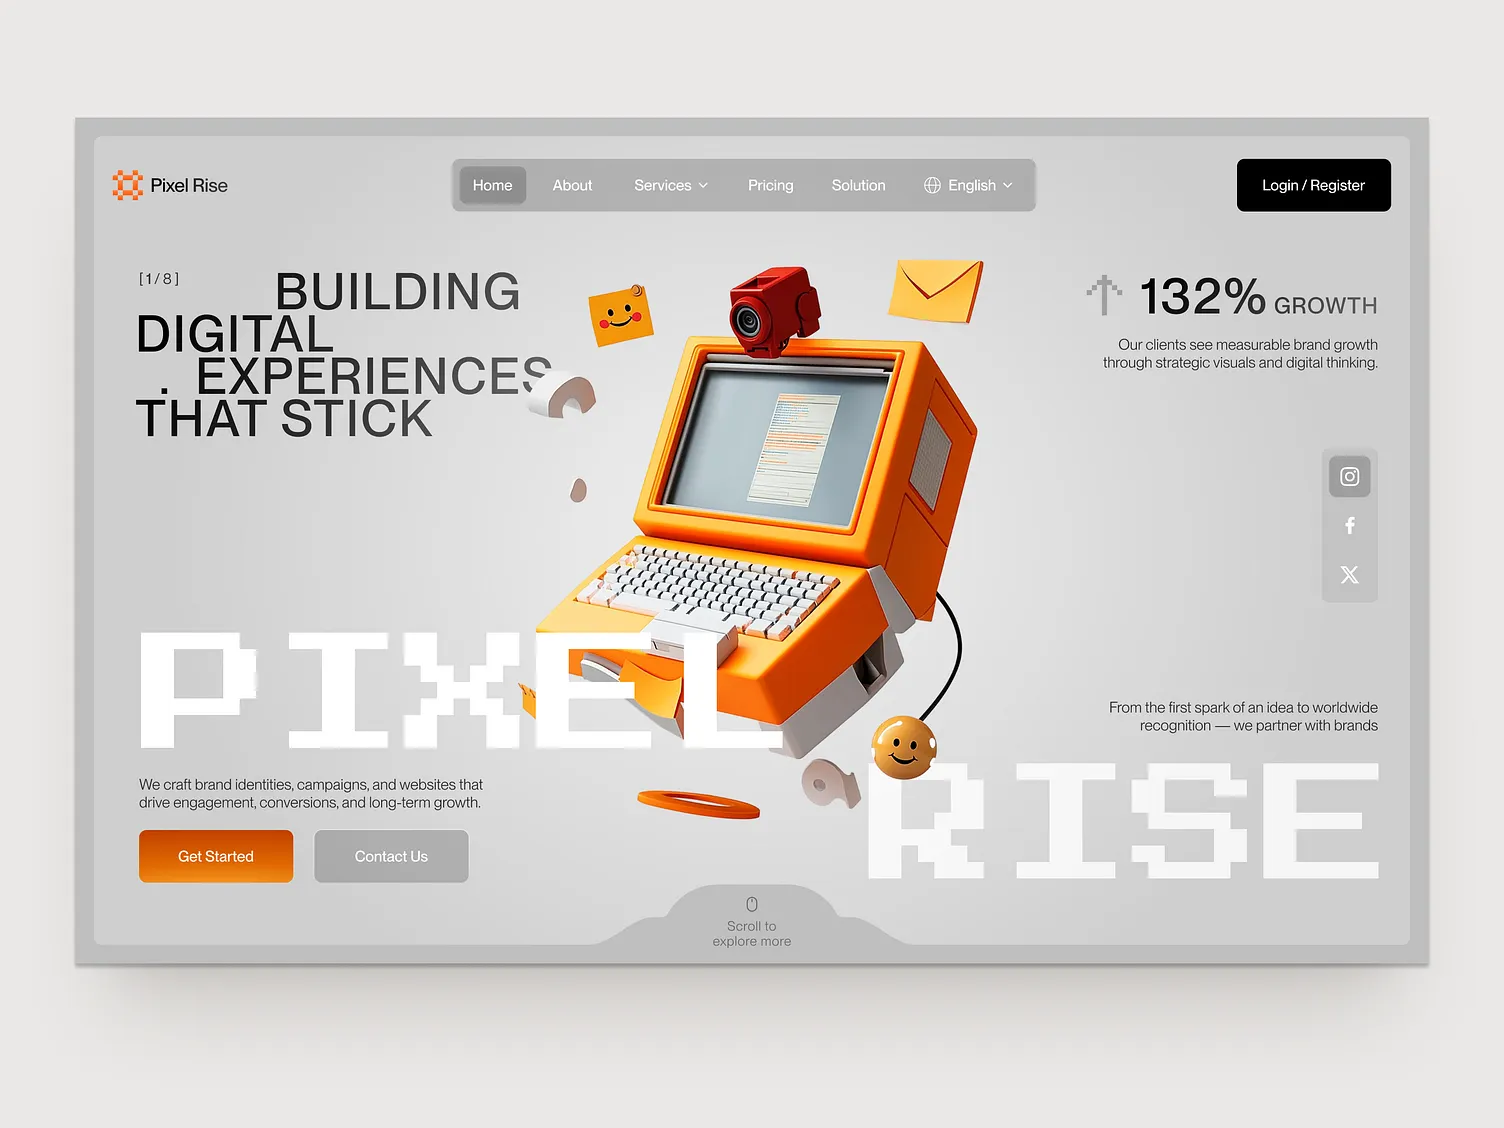 Pixel Rise
Home
About
Services
Pricing
Solution
English
Login / Register
[1/8]
BUILDING
DIGITAL
. EXPERIENCES
THAT STICK
132% GROWTH
Our clients see measurable brand growth
through strategic visuals and digital thinking.
PIXEL
From the first spark of an idea to worldwide
recognition — we partner with brands
RISE
We craft brand identities, campaigns, and websites that
drive engagement, conversions, and long-term growth.
Get Started
Contact Us
Scroll to
explore more